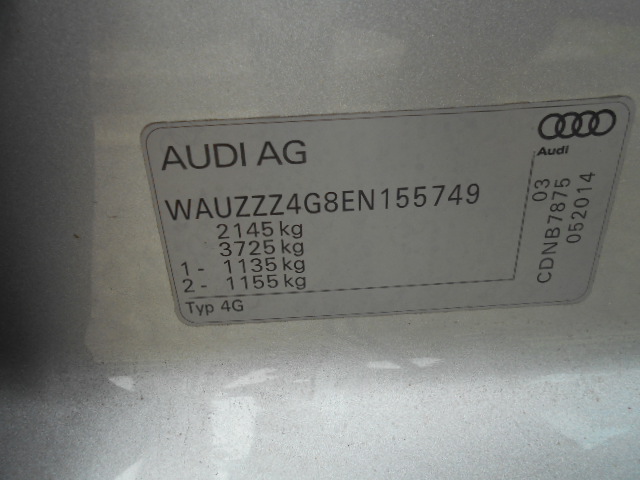 AUDI AG
Audi
WAUZZZ4G8EN155749
2145 kg
3725 kg
1 - 1135 kg
2 - 1155 kg
Typ 4G
03
CDNB7875
052014